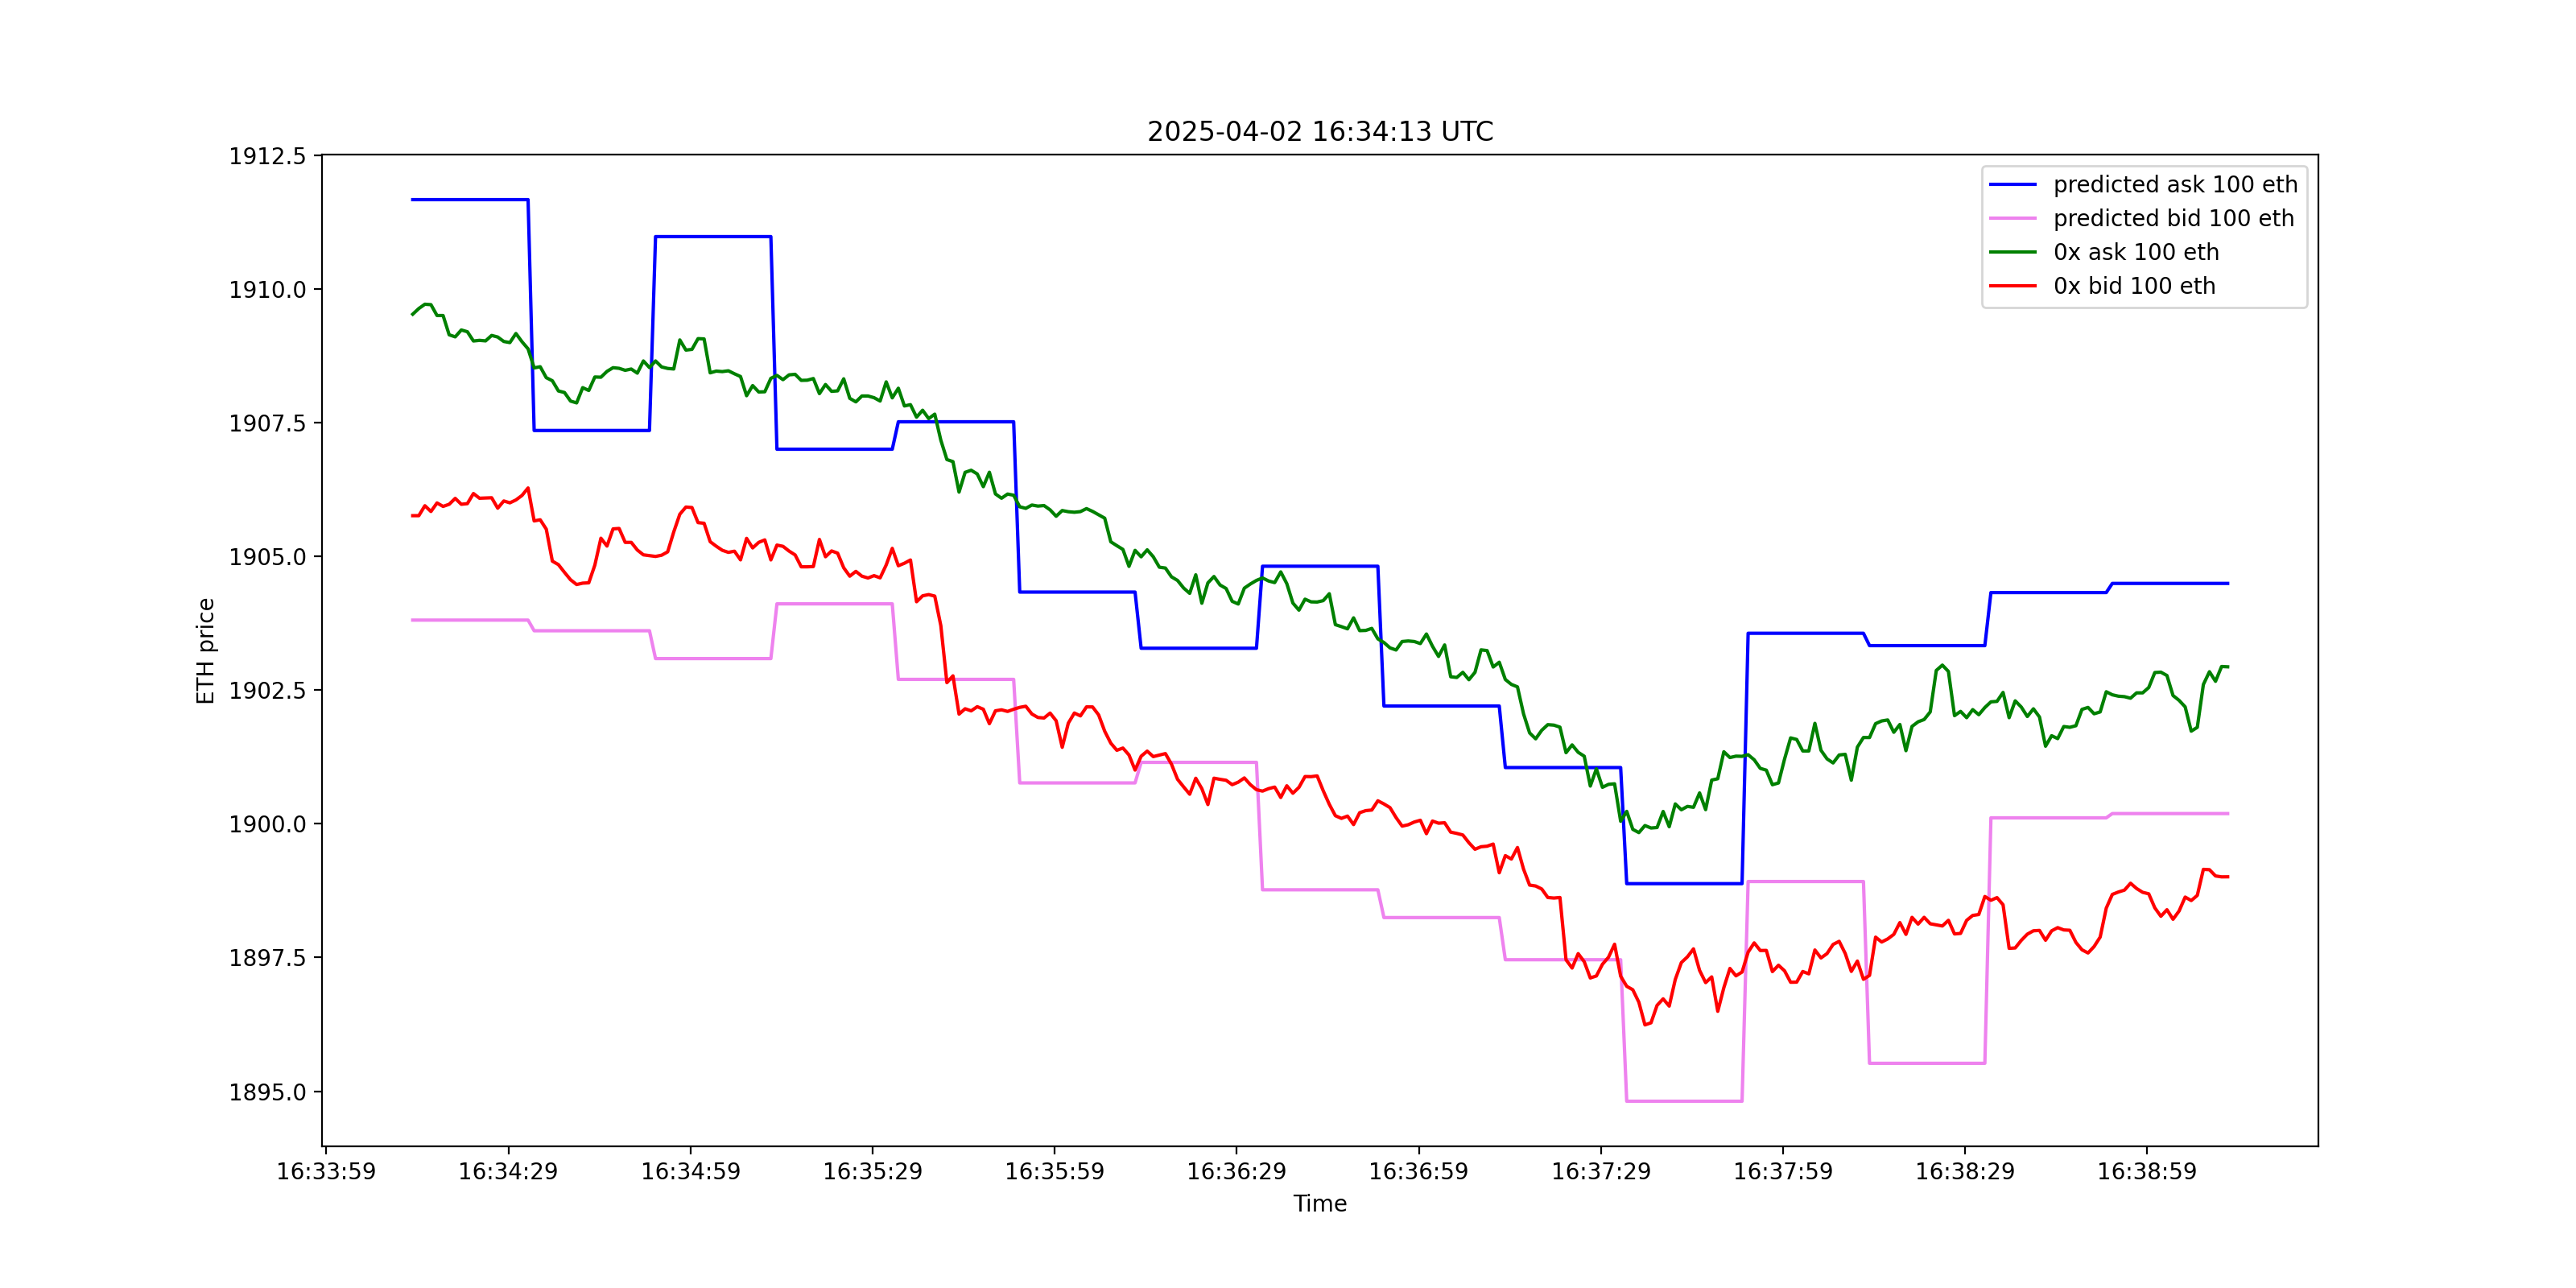 2025-04-02 16:34:13 UTC
predicted ask 100 eth
predicted bid 100 eth
0x ask 100 eth
0x bid 100 eth
ETH price
1912.5
1910.0
1907.5
1905.0
1902.5
1900.0
1897.5
1895.0
16:33:59 16:34:29 16:34:59 16:35:29 16:35:59 16:36:29 16:36:59 16:37:29 16:37:59 16:38:29 16:38:59
Time